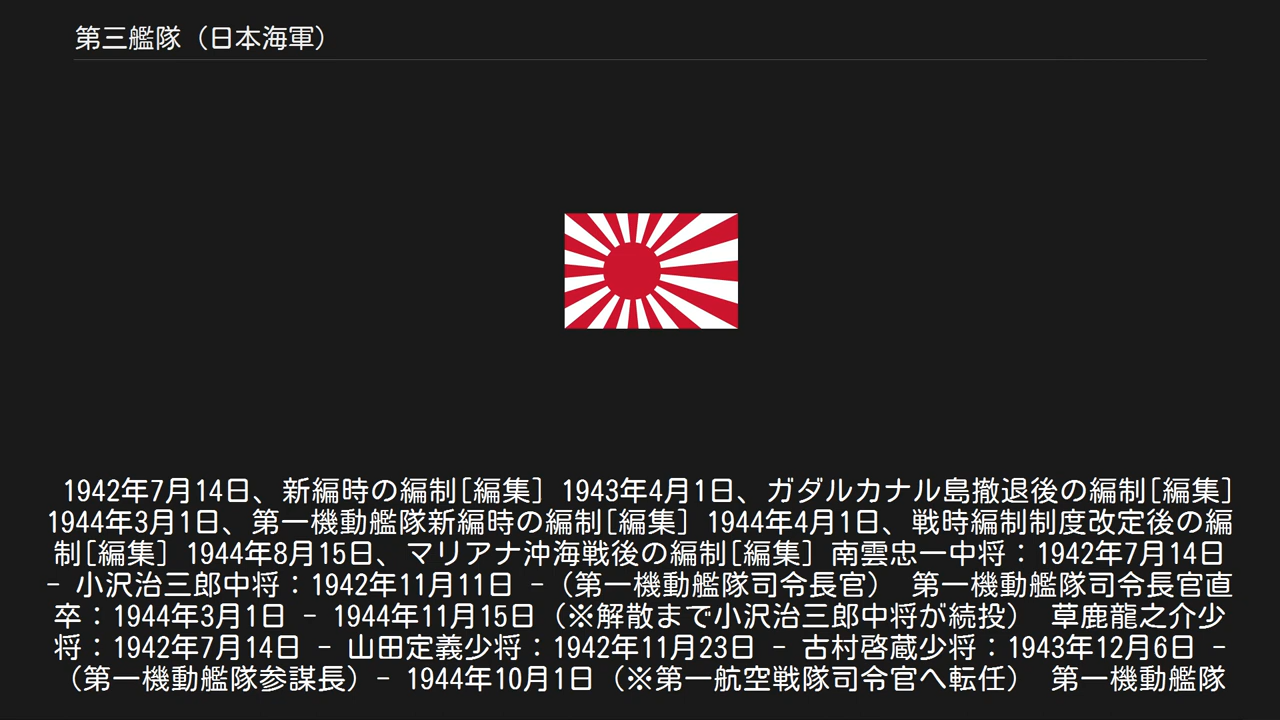 第三艦隊（日本海軍）
1942年7月14日、新編時の編制[編集] 1943年4月1日、ガダルカナル島撤退後の編制[編集]
1944年3月1日、第一機動艦隊新編時の編制[編集] 1944年4月1日、戦時編制制度改定後の編
制[編集] 1944年8月15日、マリアナ沖海戦後の編制[編集] 南雲忠一中将：1942年7月14日
- 小沢治三郎中将：1942年11月11日 -（第一機動艦隊司令長官） 第一機動艦隊司令長官直
卒：1944年3月1日 - 1944年11月15日（※解散まで小沢治三郎中将が続投） 草鹿龍之介少
将：1942年7月14日 - 山田定義少将：1942年11月23日 - 古村啓蔵少将：1943年12月6日 -
（第一機動艦隊参謀長）- 1944年10月1日（※第一航空戦隊司令官へ転任） 第一機動艦隊